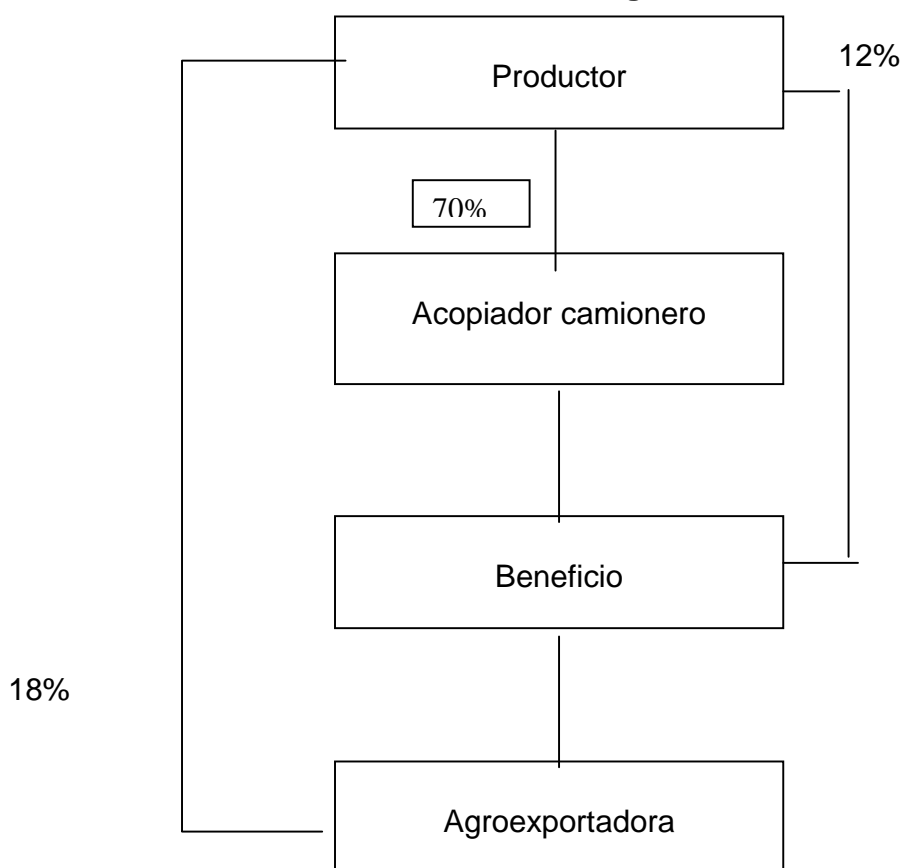 Productor
12%
70%
Acopiador camionero
Beneficio
18%
Agroexportadora